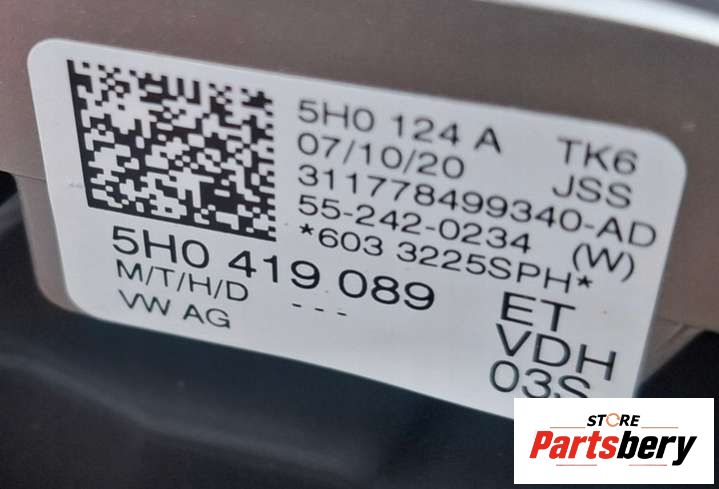 5H0 124 A TK6
07/10/20 JSS
311778499340-AD
55-242-0234 (W)
*603 3225SPH*
5H0 419 089 ET
M/T/H/D --- VDH
VW AG 03S
STORE
Partsbery